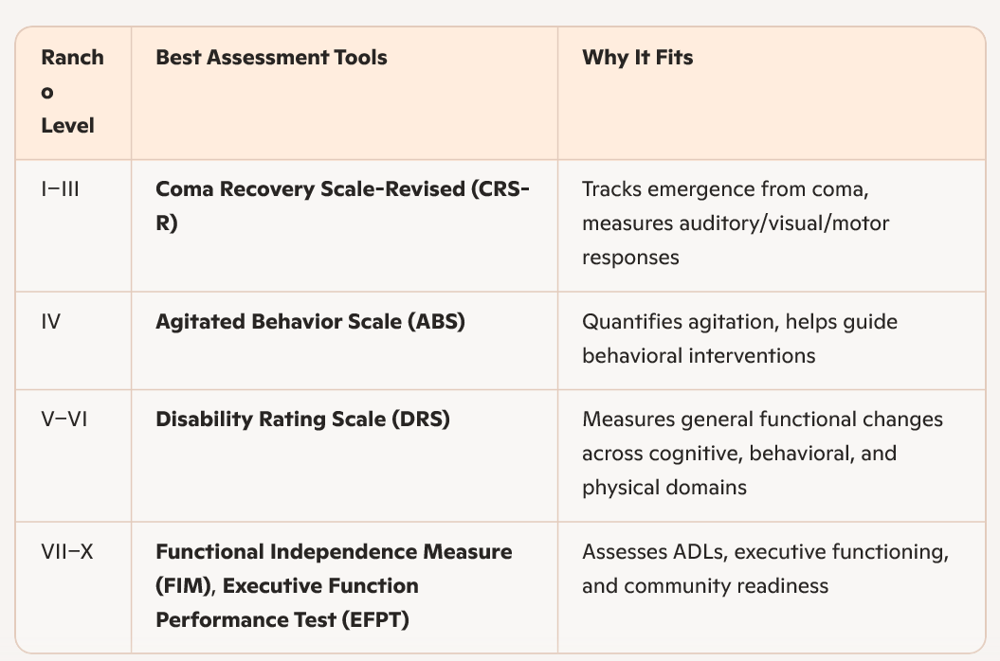 Ranch
o
Level
Best Assessment Tools
Why It Fits
I–III
Coma Recovery Scale-Revised (CRS-
R)
Tracks emergence from coma,
measures auditory/visual/motor
responses
IV
Agitated Behavior Scale (ABS)
Quantifies agitation, helps guide
behavioral interventions
V–VI
Disability Rating Scale (DRS)
Measures general functional changes
across cognitive, behavioral, and
physical domains
VII–X
Functional Independence Measure
(FIM), Executive Function
Performance Test (EFPT)
Assesses ADLs, executive functioning,
and community readiness